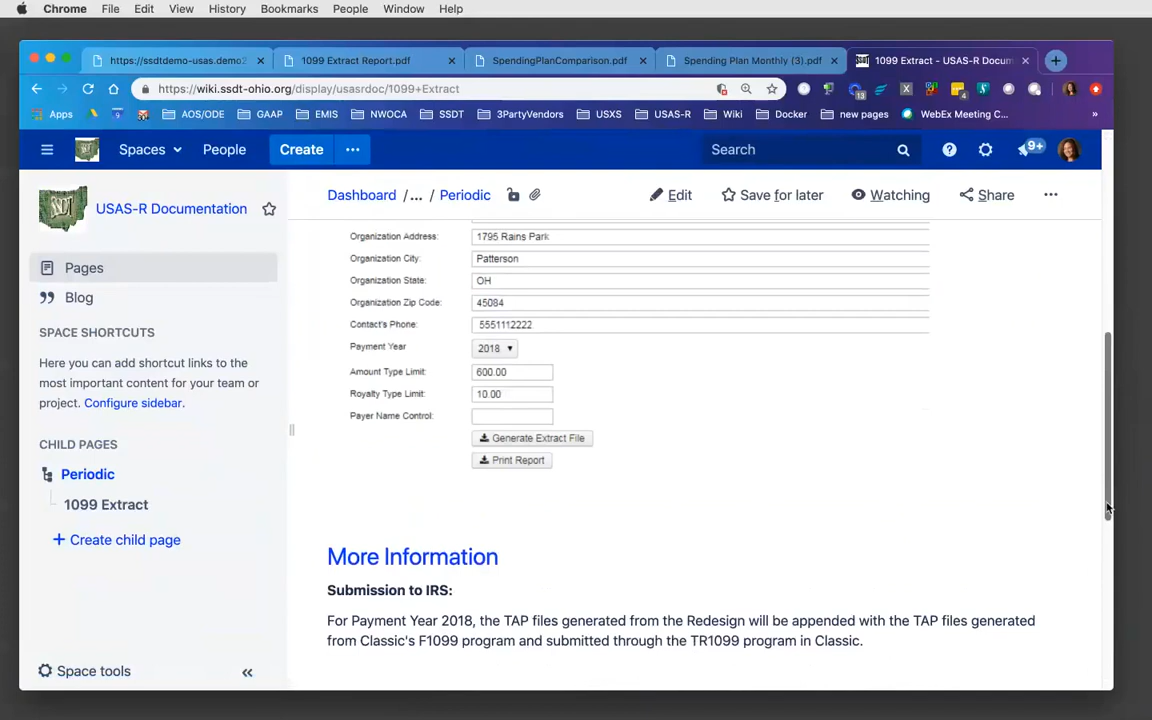 Chrome File Edit View History Bookmarks People Window Help
https://ssdtdemo-usas.demo2 1099 Extract Report.pdf SpendingPlanComparison.pdf Spending Plan Monthly (3).pdf 1099 Extract - USAS-R Docum
https://wiki.ssdt-ohio.org/display/usasrdoc/1099+Extract
Apps AOS/ODE GAAP EMIS NWOCA SSDT 3PartyVendors USXS USAS-R Wiki Docker new pages WebEx Meeting C... »
Spaces People Create ••• Search 9+
SSDT USAS-R Documentation
Dashboard /... / Periodic Edit Save for later Watching Share •••
Pages
Blog
SPACE SHORTCUTS
Here you can add shortcut links to the
most important content for your team or
project. Configure sidebar.
CHILD PAGES
Periodic
1099 Extract
+ Create child page
Space tools «
Organization Address: 1795 Rains Park
Organization City: Patterson
Organization State: OH
Organization Zip Code: 45084
Contact's Phone: 5551112222
Payment Year 2018
Amount Type Limit: 600.00
Royalty Type Limit: 10.00
Payer Name Control:
Generate Extract File
Print Report
More Information
Submission to IRS:
For Payment Year 2018, the TAP files generated from the Redesign will be appended with the TAP files generated
from Classic's F1099 program and submitted through the TR1099 program in Classic.